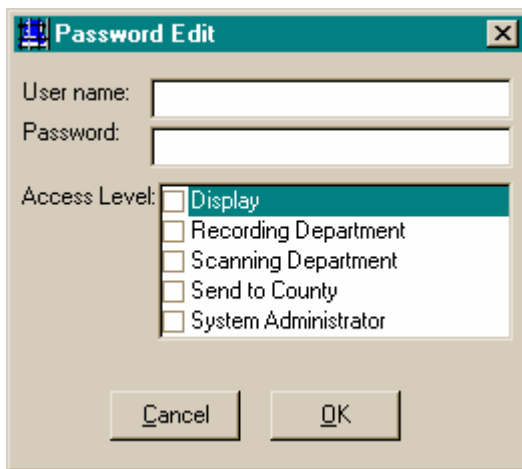 Password Edit
User name:
Password:
Access Level:
Display
Recording Department
Scanning Department
Send to County
System Administrator
Cancel OK